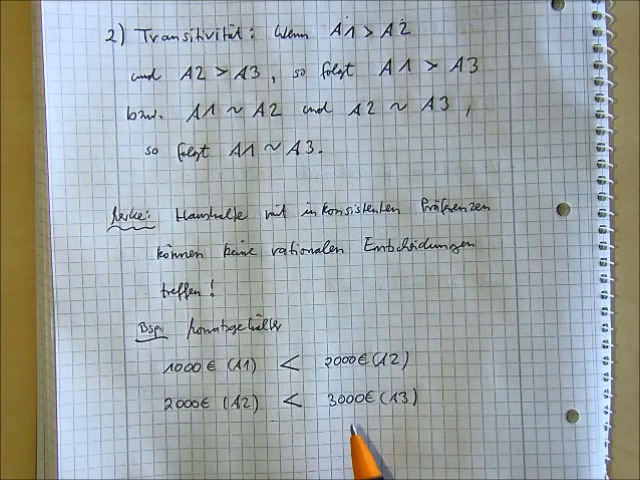 2) Transitivität: Wenn A1 > A2
und A2 > A3, so folgt A1 > A3
bzw. A1 ~ A2 und A2 ~ A3,
so folgt A1 ~ A3.
Merke: Haushalte mit inkonsistenten Präferenzen
können keine rationalen Entscheidungen
treffen!
Bsp. Monatsgehälter
1000€ (A1) < 2000€ (A2)
2000€ (A2) < 3000€ (A3)